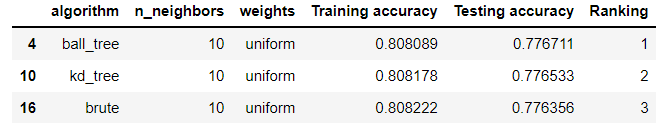 algorithm n_neighbors weights Training accuracy Testing accuracy Ranking
4 ball_tree 10 uniform 0.808089 0.776711 1
10 kd_tree 10 uniform 0.808178 0.776533 2
16 brute 10 uniform 0.808222 0.776356 3